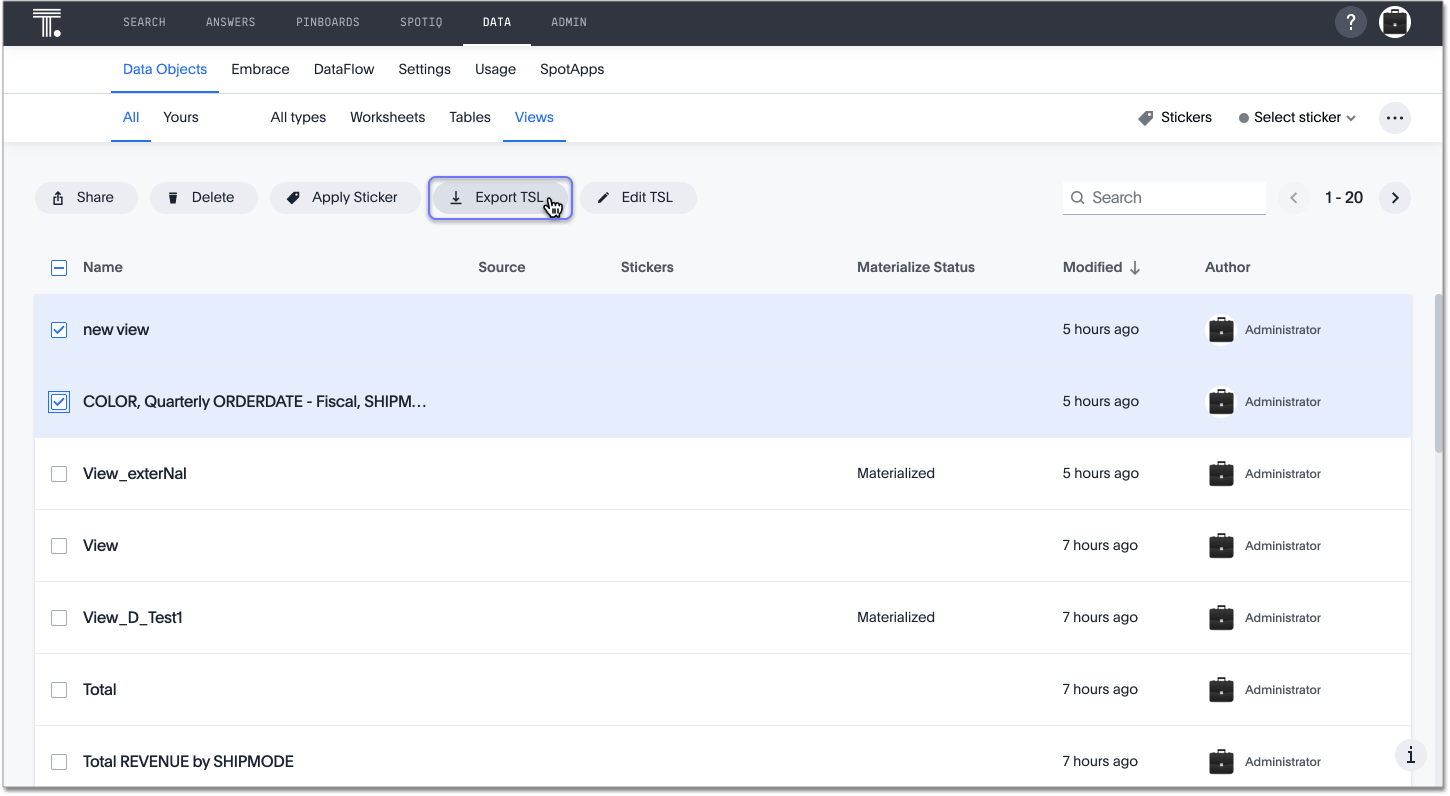 SEARCH ANSWERS PINBOARDS SPOTIQ DATA ADMIN ?
Data Objects Embrace DataFlow Settings Usage SpotApps
All Yours All types Worksheets Tables Views Stickers Select sticker
Share Delete Apply Sticker Export TSL Edit TSL Search 1 - 20
Name Source Stickers Materialize Status Modified Author
new view 5 hours ago Administrator
COLOR, Quarterly ORDERDATE - Fiscal, SHIPM... 5 hours ago Administrator
View_exterNal Materialized 5 hours ago Administrator
View 7 hours ago Administrator
View_D_Test1 Materialized 7 hours ago Administrator
Total 7 hours ago Administrator
Total REVENUE by SHIPMODE 7 hours ago Administrator
i